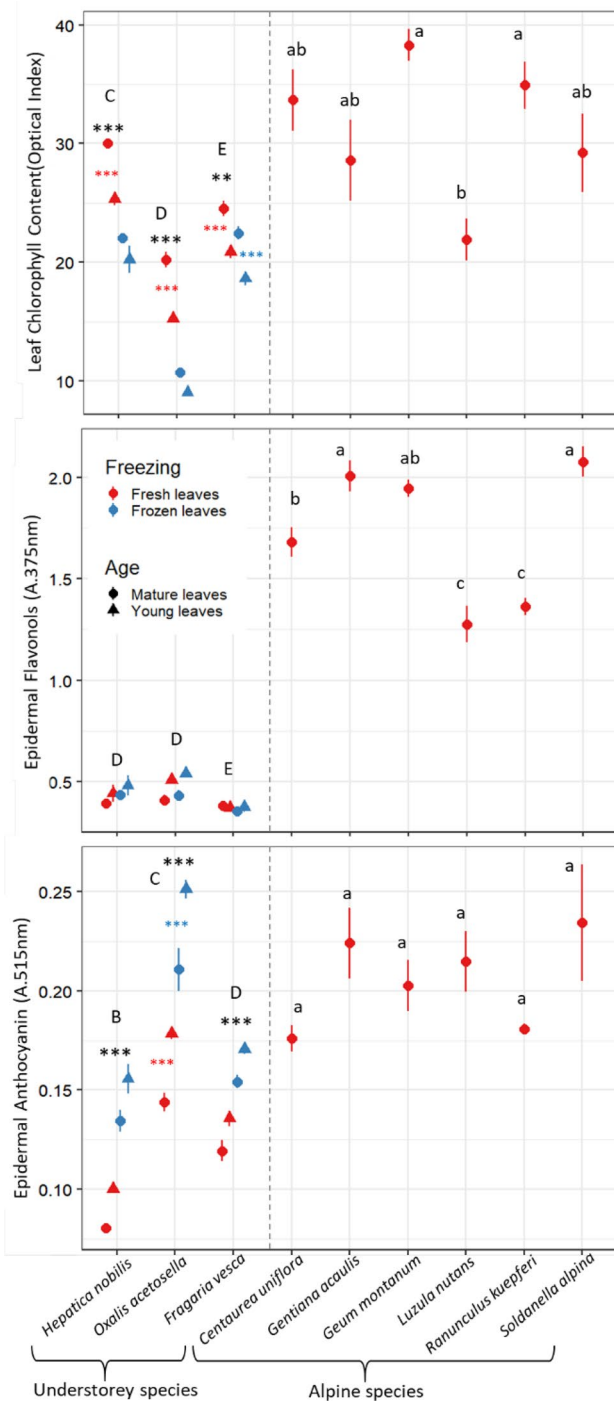 Leaf Chlorophyll Content(Optical Index)
40
30
20
10
C
***
***
D
***
***
E
**
***
***
ab
ab
a
b
a
ab
Epidermal Flavonols (A.375nm)
2.0
1.5
1.0
0.5
Freezing
Fresh leaves
Frozen leaves
Age
Mature leaves
Young leaves
D
D
E
b
a
ab
c
c
a
Epidermal Anthocyanin (A.515nm)
0.25
0.20
0.15
0.10
B
***
***
C
***
***
D
***
a
a
a
a
a
a
Hepatica nobilis
Oxalis acetosella
Fragaria vesca
Centaurea uniflora
Gentiana acaulis
Geum montanum
Luzula nutans
Ranunculus kuepferi
Soldanella alpina
Understorey species
Alpine species